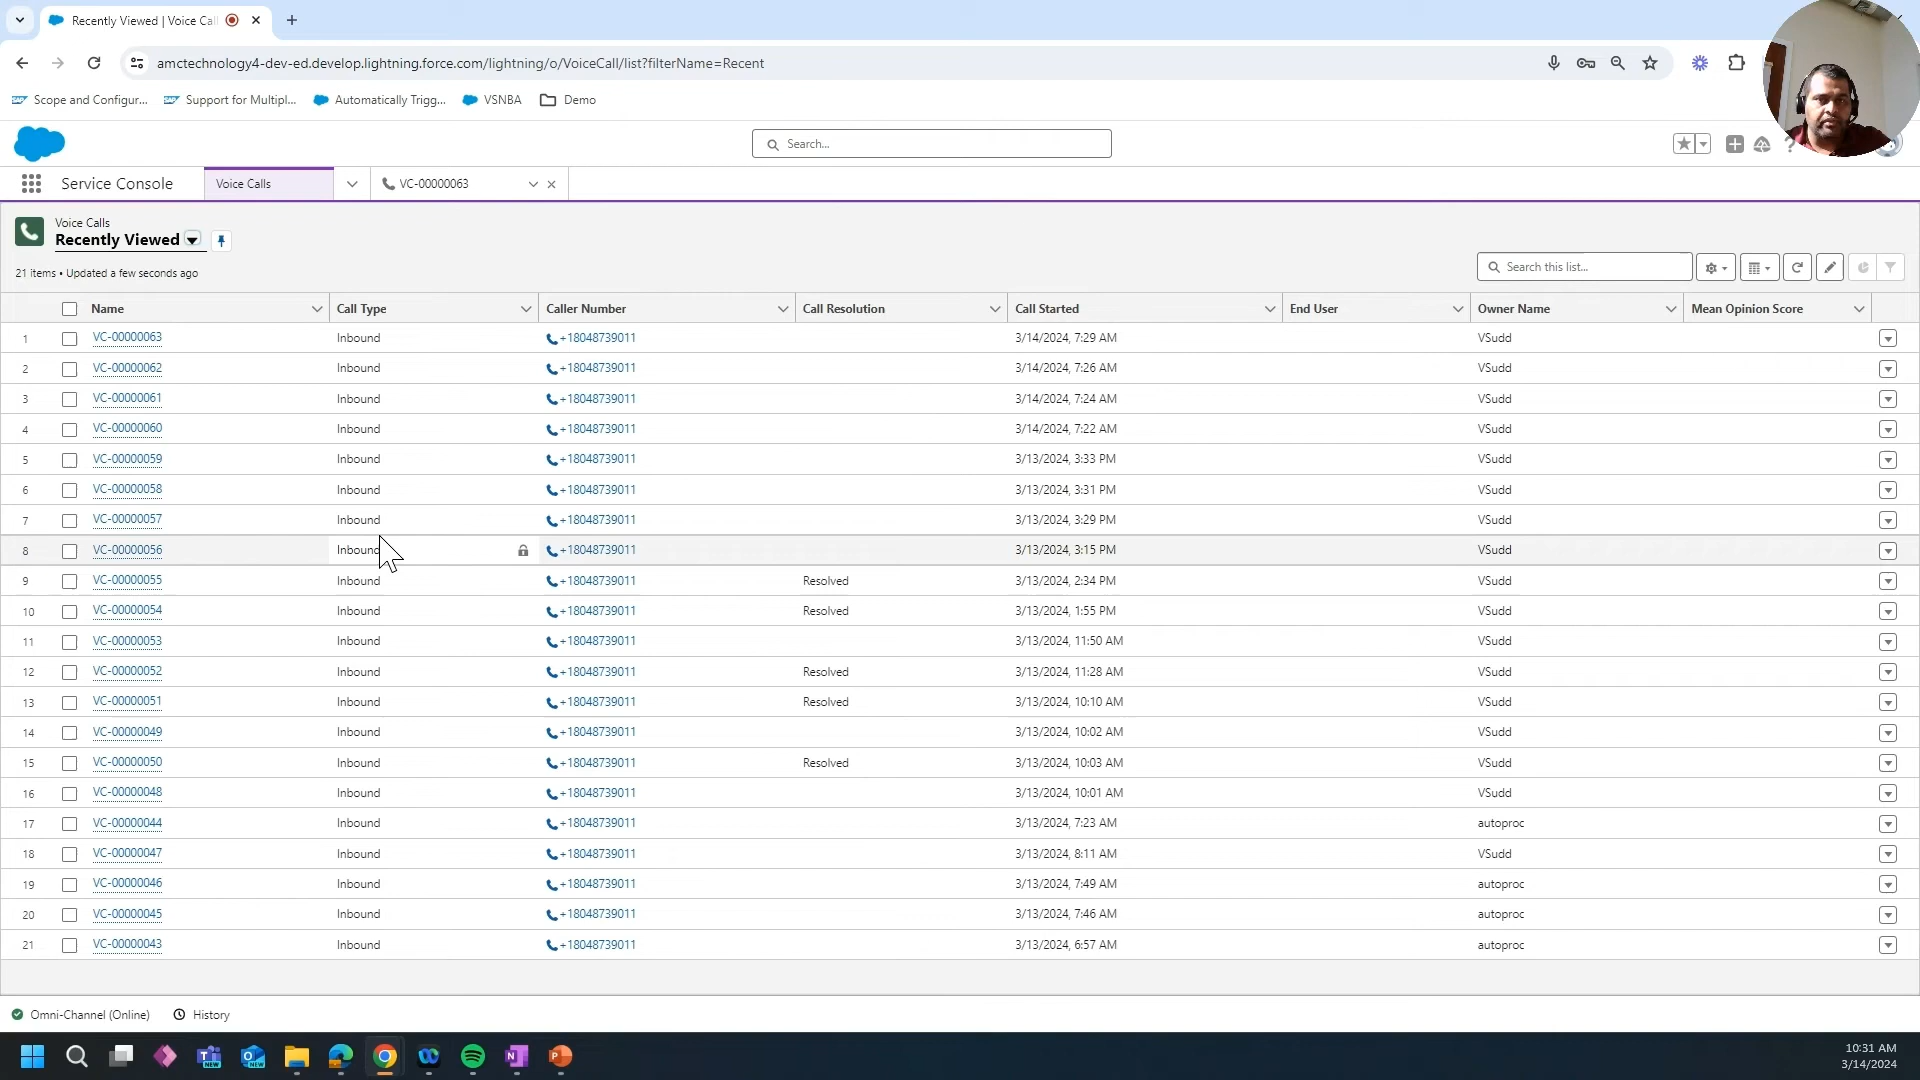 Recently Viewed | Voice Call
amctechnology4-dev-ed.develop.lightning.force.com/lightning/o/VoiceCall/list?filterName=Recent
Scope and Configur... Support for Multipl... Automatically Trigg... VSNBA Demo
Search...
Service Console Voice Calls VC-00000063
Voice Calls
Recently Viewed
21 items • Updated a few seconds ago
Search this list...
Name Call Type Caller Number Call Resolution Call Started End User Owner Name Mean Opinion Score
1 VC-00000063 Inbound +18048739011 3/14/2024, 7:29 AM VSudd
2 VC-00000062 Inbound +18048739011 3/14/2024, 7:26 AM VSudd
3 VC-00000061 Inbound +18048739011 3/14/2024, 7:24 AM VSudd
4 VC-00000060 Inbound +18048739011 3/14/2024, 7:22 AM VSudd
5 VC-00000059 Inbound +18048739011 3/13/2024, 3:33 PM VSudd
6 VC-00000058 Inbound +18048739011 3/13/2024, 3:31 PM VSudd
7 VC-00000057 Inbound +18048739011 3/13/2024, 3:29 PM VSudd
8 VC-00000056 Inbound +18048739011 3/13/2024, 3:15 PM VSudd
9 VC-00000055 Inbound +18048739011 Resolved 3/13/2024, 2:34 PM VSudd
10 VC-00000054 Inbound +18048739011 Resolved 3/13/2024, 1:55 PM VSudd
11 VC-00000053 Inbound +18048739011 3/13/2024, 11:50 AM VSudd
12 VC-00000052 Inbound +18048739011 Resolved 3/13/2024, 11:28 AM VSudd
13 VC-00000051 Inbound +18048739011 Resolved 3/13/2024, 10:10 AM VSudd
14 VC-00000049 Inbound +18048739011 3/13/2024, 10:02 AM VSudd
15 VC-00000050 Inbound +18048739011 Resolved 3/13/2024, 10:03 AM VSudd
16 VC-00000048 Inbound +18048739011 3/13/2024, 10:01 AM VSudd
17 VC-00000044 Inbound +18048739011 3/13/2024, 7:23 AM autoproc
18 VC-00000047 Inbound +18048739011 3/13/2024, 8:11 AM VSudd
19 VC-00000046 Inbound +18048739011 3/13/2024, 7:49 AM autoproc
20 VC-00000045 Inbound +18048739011 3/13/2024, 7:46 AM autoproc
21 VC-00000043 Inbound +18048739011 3/13/2024, 6:57 AM autoproc
Omni-Channel (Online) History
10:31 AM
3/14/2024